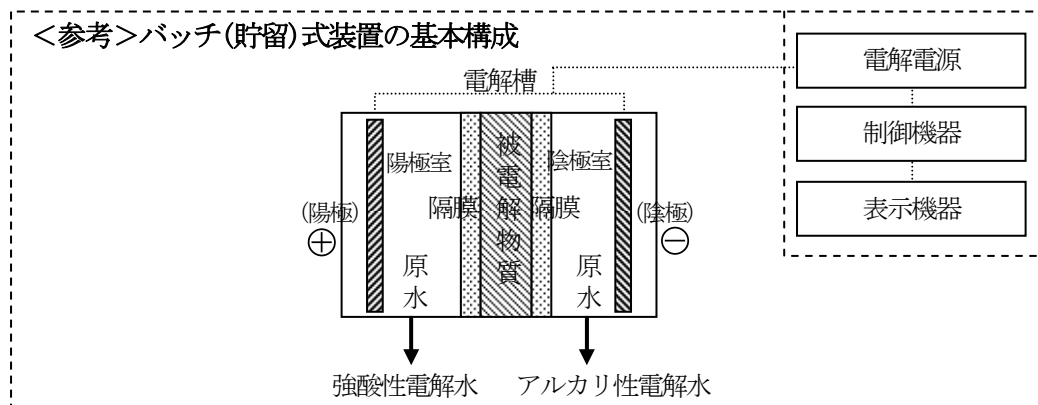 ＜参考＞バッチ(貯留)式装置の基本構成
電解槽
電解電源
制御機器
表示機器
陽極室
被電解物質
陰極室
(陽極)
隔膜
隔膜
(陰極)
⊕
⊖
原水
原水
強酸性電解水
アルカリ性電解水